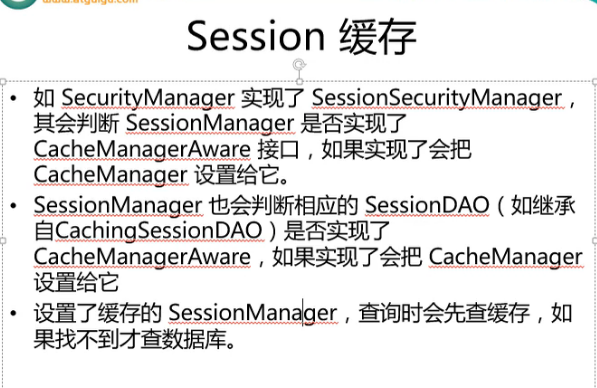 www.atguigu.com
Session 缓存
• 如 SecurityManager 实现了 SessionSecurityManager，
其会判断 SessionManager 是否实现了
CacheManagerAware 接口，如果实现了会把
CacheManager 设置给它。
• SessionManager 也会判断相应的 SessionDAO（如继承
自CachingSessionDAO）是否实现了
CacheManagerAware，如果实现了会把 CacheManager
设置给它
• 设置了缓存的 SessionManager，查询时会先查缓存，如
果找不到才查数据库。